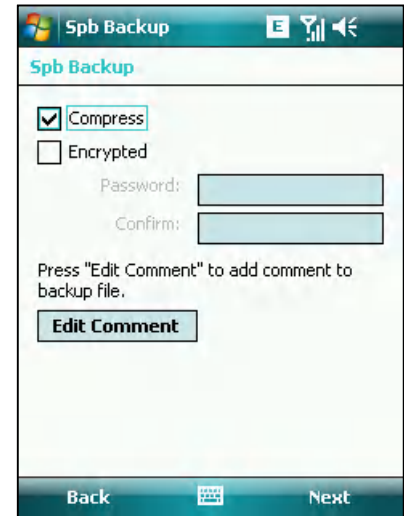 Spb Backup
E
Spb Backup
Compress
Encrypted
Password:
Confirm:
Press "Edit Comment" to add comment to
backup file.
Edit Comment
Back Next